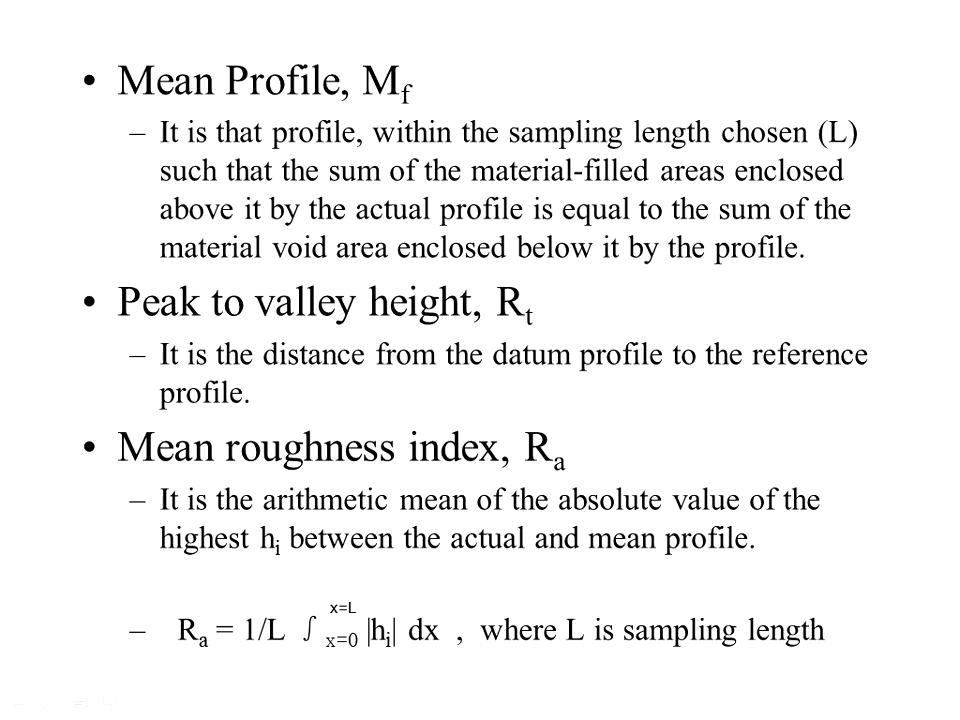 • Mean Profile, Mf
– It is that profile, within the sampling length chosen (L)
such that the sum of the material-filled areas enclosed
above it by the actual profile is equal to the sum of the
material void area enclosed below it by the profile.
• Peak to valley height, Rt
– It is the distance from the datum profile to the reference
profile.
• Mean roughness index, Ra
– It is the arithmetic mean of the absolute value of the
highest hi between the actual and mean profile.
x=L
– Ra = 1/L ∫ x=0 |hi| dx , where L is sampling length